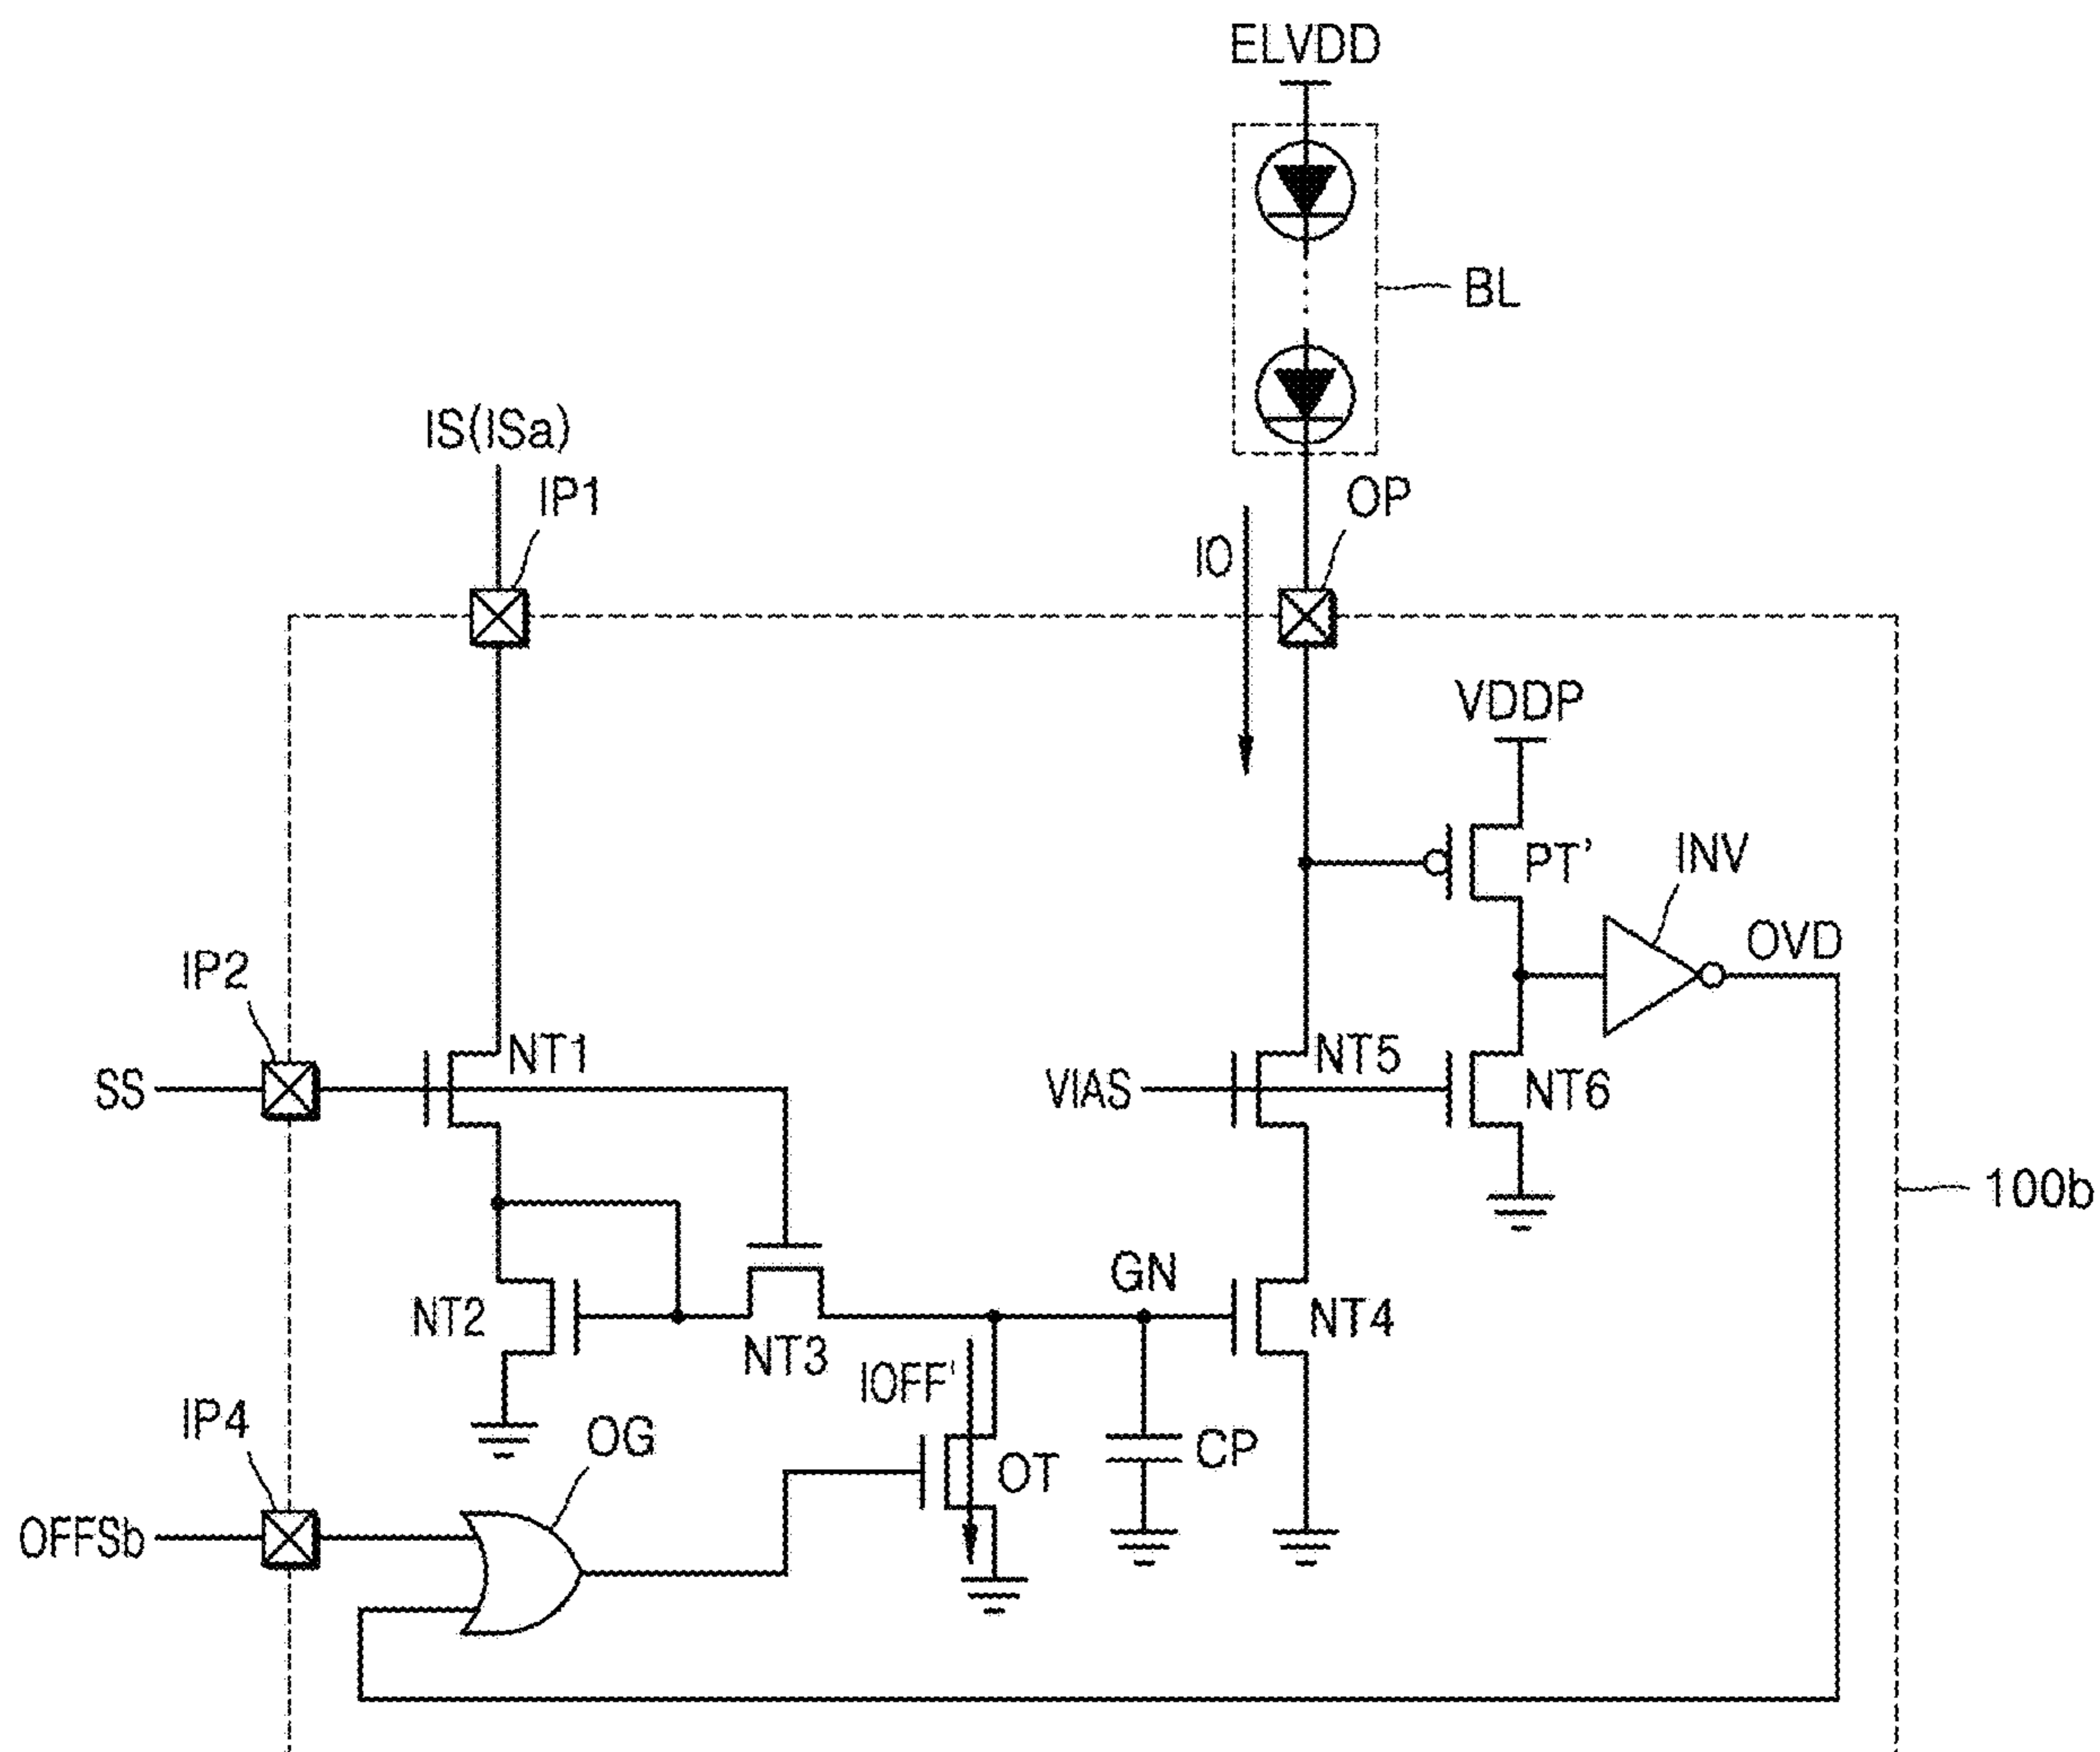 ELVDD
BL
IS(ISa)
IP1
OP
IO
VDDP
PT'
INV
OVD
IP2
SS
NT1
VIAS
NT5
NT6
100b
GN
NT2
NT3
NT4
IOFF'
IP4
OG
OT
CP
OFFSb